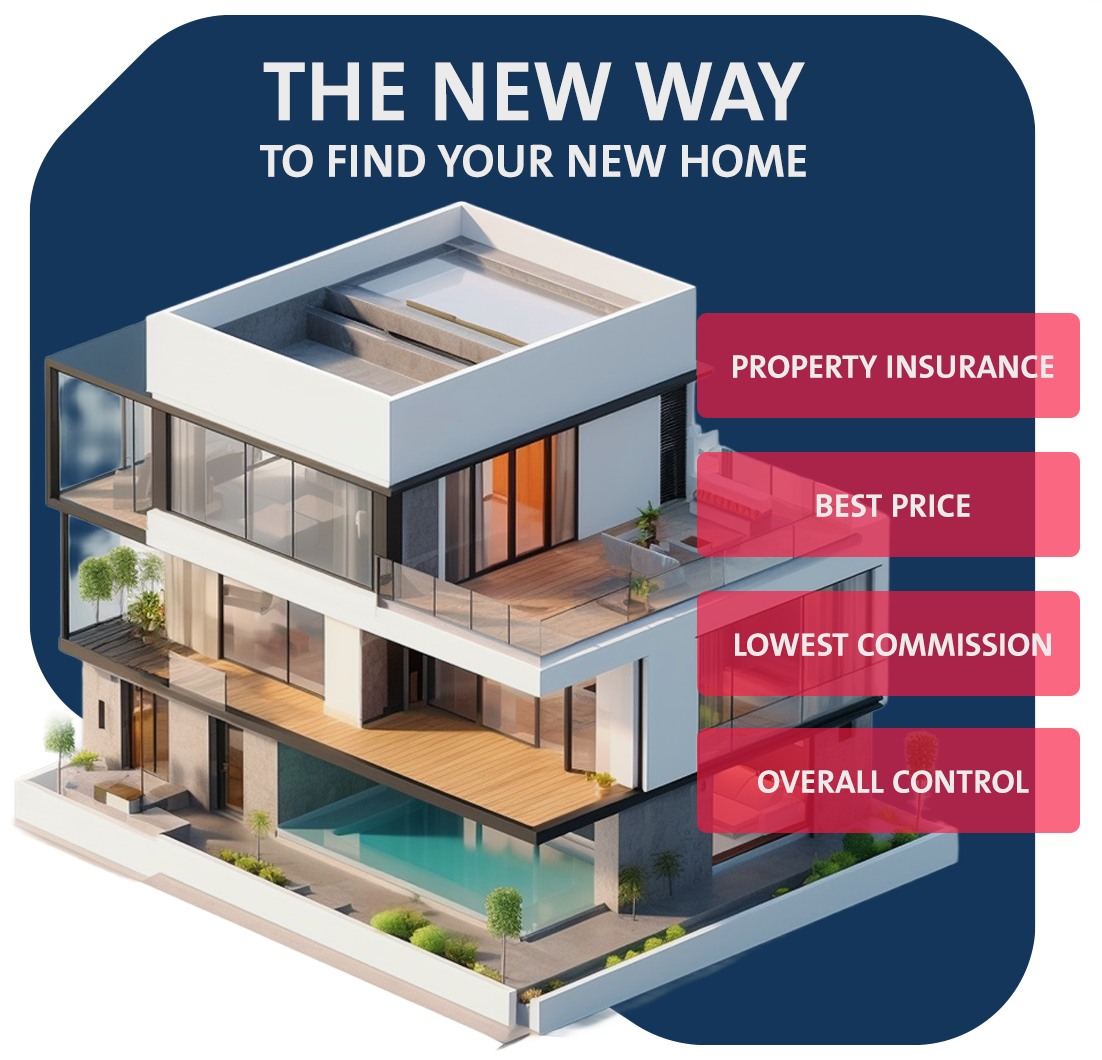 THE NEW WAY
TO FIND YOUR NEW HOME
PROPERTY INSURANCE
BEST PRICE
LOWEST COMMISSION
OVERALL CONTROL